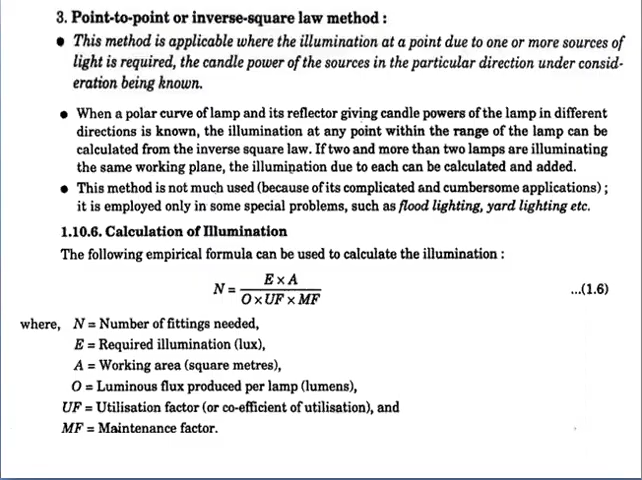 3. Point-to-point or inverse-square law method :
• This method is applicable where the illumination at a point due to one or more sources of
light is required, the candle power of the sources in the particular direction under consid-
eration being known.
• When a polar curve of lamp and its reflector giving candle powers of the lamp in different
directions is known, the illumination at any point within the range of the lamp can be
calculated from the inverse square law. If two and more than two lamps are illuminating
the same working plane, the illumination due to each can be calculated and added.
• This method is not much used (because of its complicated and cumbersome applications) ;
it is employed only in some special problems, such as flood lighting, yard lighting etc.
1.10.6. Calculation of Illumination
The following empirical formula can be used to calculate the illumination :
N = E × A / O × UF × MF ...(1.6)
where, N = Number of fittings needed,
E = Required illumination (lux),
A = Working area (square metres),
O = Luminous flux produced per lamp (lumens),
UF = Utilisation factor (or co-efficient of utilisation), and
MF = Maintenance factor.